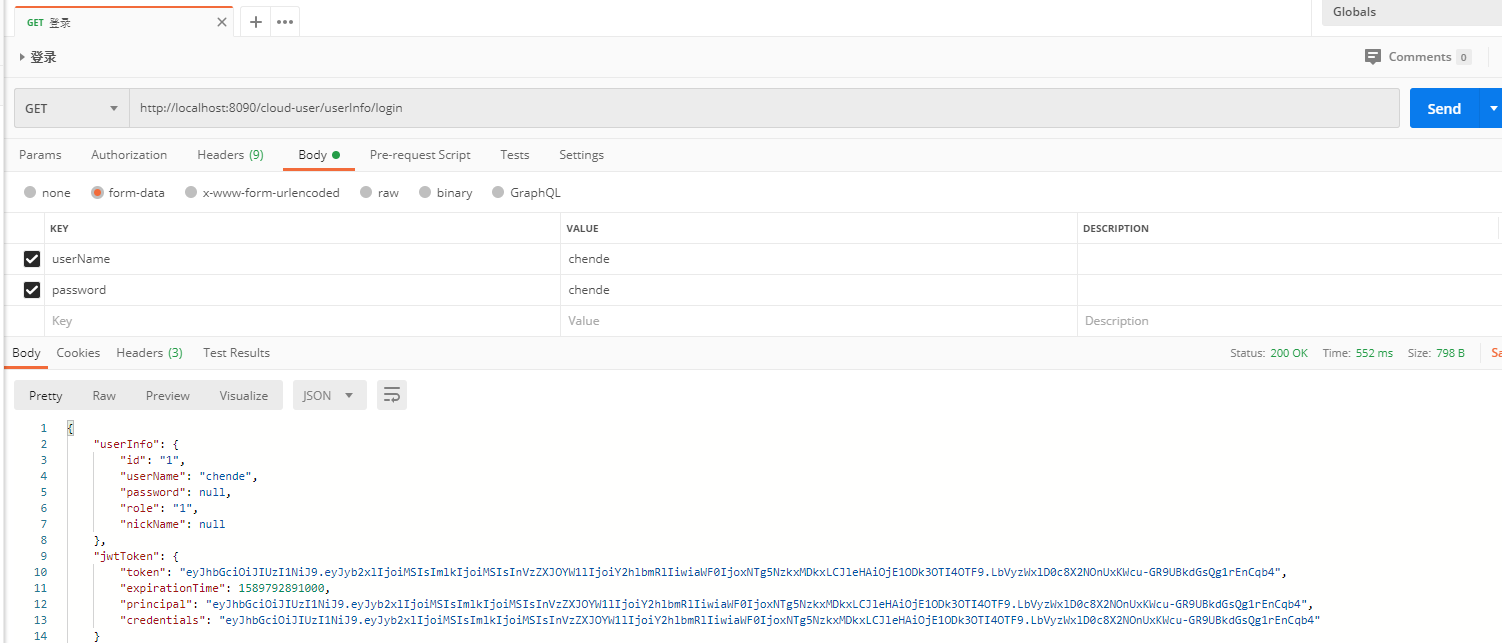 GET 登录
Globals
登录
Comments 0
GET http://localhost:8090/cloud-user/userInfo/login Send
Params Authorization Headers (9) Body Pre-request Script Tests Settings
none form-data x-www-form-urlencoded raw binary GraphQL
KEY VALUE DESCRIPTION
userName chende
password chende
Key Value Description
Body Cookies Headers (3) Test Results Status: 200 OK Time: 552 ms Size: 798 B Sa
Pretty Raw Preview Visualize JSON
1 {
2 "userInfo": {
3 "id": "1",
4 "userName": "chende",
5 "password": null,
6 "role": "1",
7 "nickName": null
8 },
9 "jwtToken": {
10 "token": "eyJhbGciOiJIUzI1NiJ9.eyJyb2xlIjoiMSIsImlkIjoiMSIsInVzZXJOYW1lIjoiY2hlbmRlIiwiaWF0IjoxNTg5NzkxMDkxLCJleHAiOjE1ODk3OTI4OTF9.LbVyzWxlD0c8X2NOnUxKWcu-GR9UBkdGsQg1rEnCqb4",
11 "expirationTime": 1589792891000,
12 "principal": "eyJhbGciOiJIUzI1NiJ9.eyJyb2xlIjoiMSIsImlkIjoiMSIsInVzZXJOYW1lIjoiY2hlbmRlIiwiaWF0IjoxNTg5NzkxMDkxLCJleHAiOjE1ODk3OTI4OTF9.LbVyzWxlD0c8X2NOnUxKWcu-GR9UBkdGsQg1rEnCqb4",
13 "credentials": "eyJhbGciOiJIUzI1NiJ9.eyJyb2xlIjoiMSIsImlkIjoiMSIsInVzZXJOYW1lIjoiY2hlbmRlIiwiaWF0IjoxNTg5NzkxMDkxLCJleHAiOjE1ODk3OTI4OTF9.LbVyzWxlD0c8X2NOnUxKWcu-GR9UBkdGsQg1rEnCqb4"
14 }